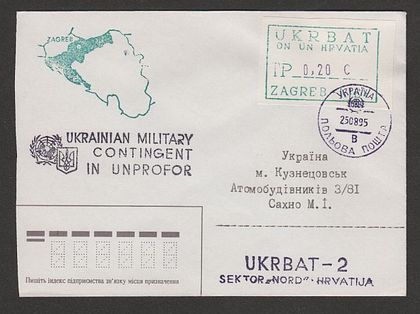 ZAGREB
UKRBAT
ON UN HRVATIA
ПР 0,20 C
ZAGREB
УКРАЇНА
250895
В
ПОЛЬОВА ПОШТА
UKRAINIAN MILITARY
CONTINGENT
IN UNPROFOR
Україна
м. Кузнецовськ
Атомобудівників 3/81
Сахно М.І.
Пишіть індекс підприємства зв'язку місця призначення
UKRBAT-2
SEKTOR „NORD"-HRVATIJA